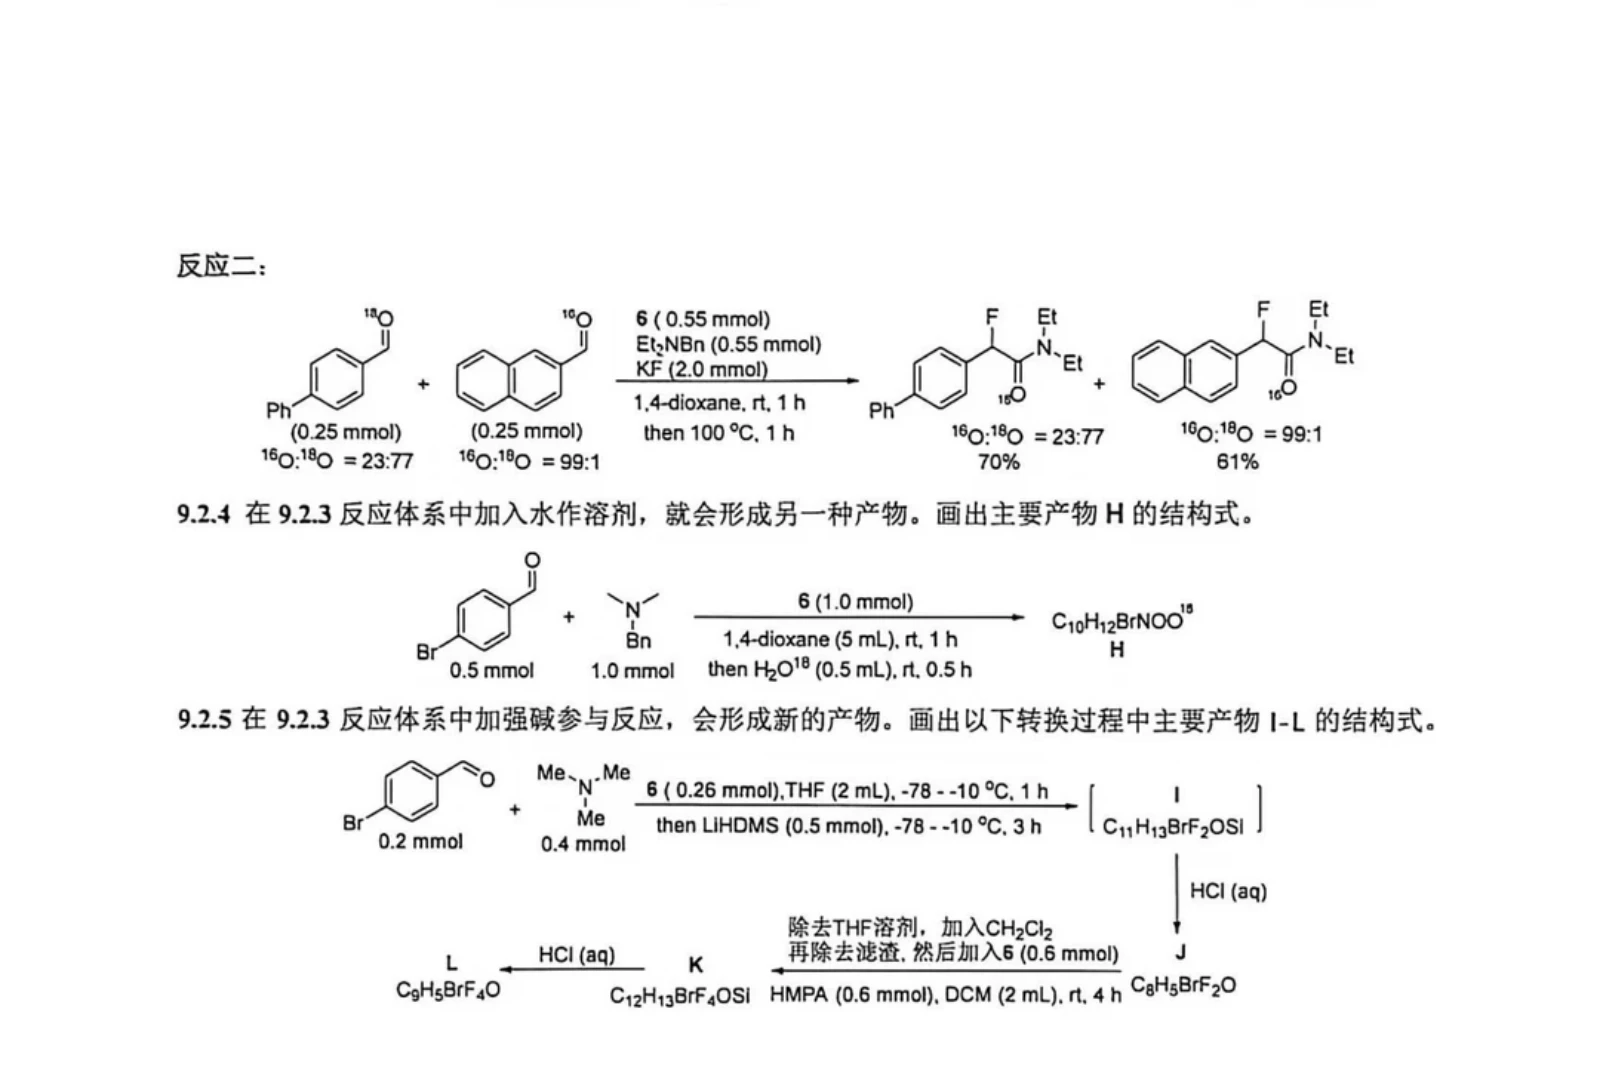 反应二:
¹⁸O ¹⁶O 6 ( 0.55 mmol) F Et F Et
Et₂NBn (0.55 mmol) N N
KF (2.0 mmol) Et Et
+ +
Ph 1,4-dioxane, rt, 1 h Ph ¹⁸O ¹⁶O
(0.25 mmol) (0.25 mmol) then 100 ⁰C, 1 h ¹⁶O:¹⁸O = 23:77 ¹⁶O:¹⁸O = 99:1
¹⁶O:¹⁸O = 23:77 ¹⁶O:¹⁸O = 99:1 70% 61%
9.2.4 在 9.2.3 反应体系中加入水作溶剂，就会形成另一种产物。画出主要产物 H 的结构式。
O
+ N 6 (1.0 mmol) C₁₀H₁₂BrNOO¹⁸
Br Bn 1,4-dioxane (5 mL), rt, 1 h H
0.5 mmol 1.0 mmol then H₂O¹⁸ (0.5 mL), rt, 0.5 h
9.2.5 在 9.2.3 反应体系中加强碱参与反应，会形成新的产物。画出以下转换过程中主要产物 I-L 的结构式。
O Me N Me 6 ( 0.26 mmol),THF (2 mL), -78 - -10 ⁰C, 1 h I
Br + Me then LiHDMS (0.5 mmol), -78 - -10 ⁰C, 3 h C₁₁H₁₃BrF₂OSI
0.2 mmol 0.4 mmol
HCI (aq)
除去THF溶剂，加入CH₂Cl₂
L HCI (aq) K 再除去滤渣, 然后加入6 (0.6 mmol) J
C₉H₅BrF₄O C₁₂H₁₃BrF₄OSi HMPA (0.6 mmol), DCM (2 mL), rt, 4 h C₈H₅BrF₂O